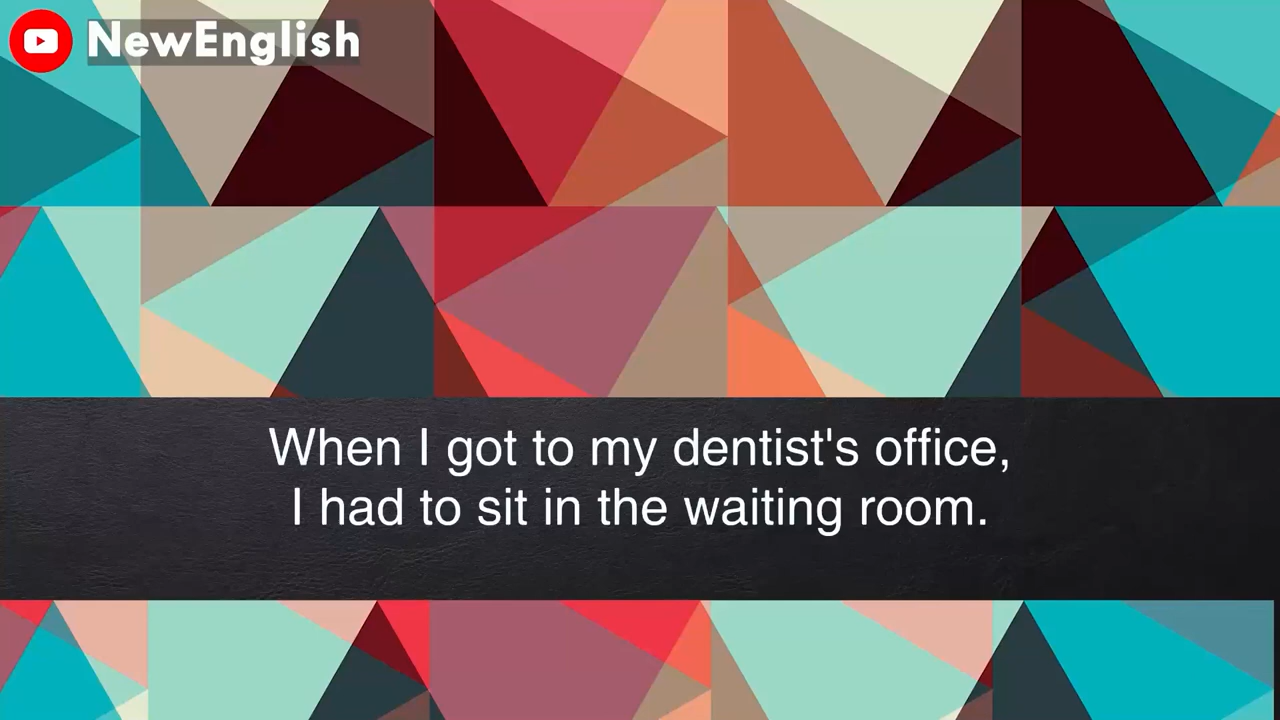 NewEnglish
When I got to my dentist's office,
I had to sit in the waiting room.